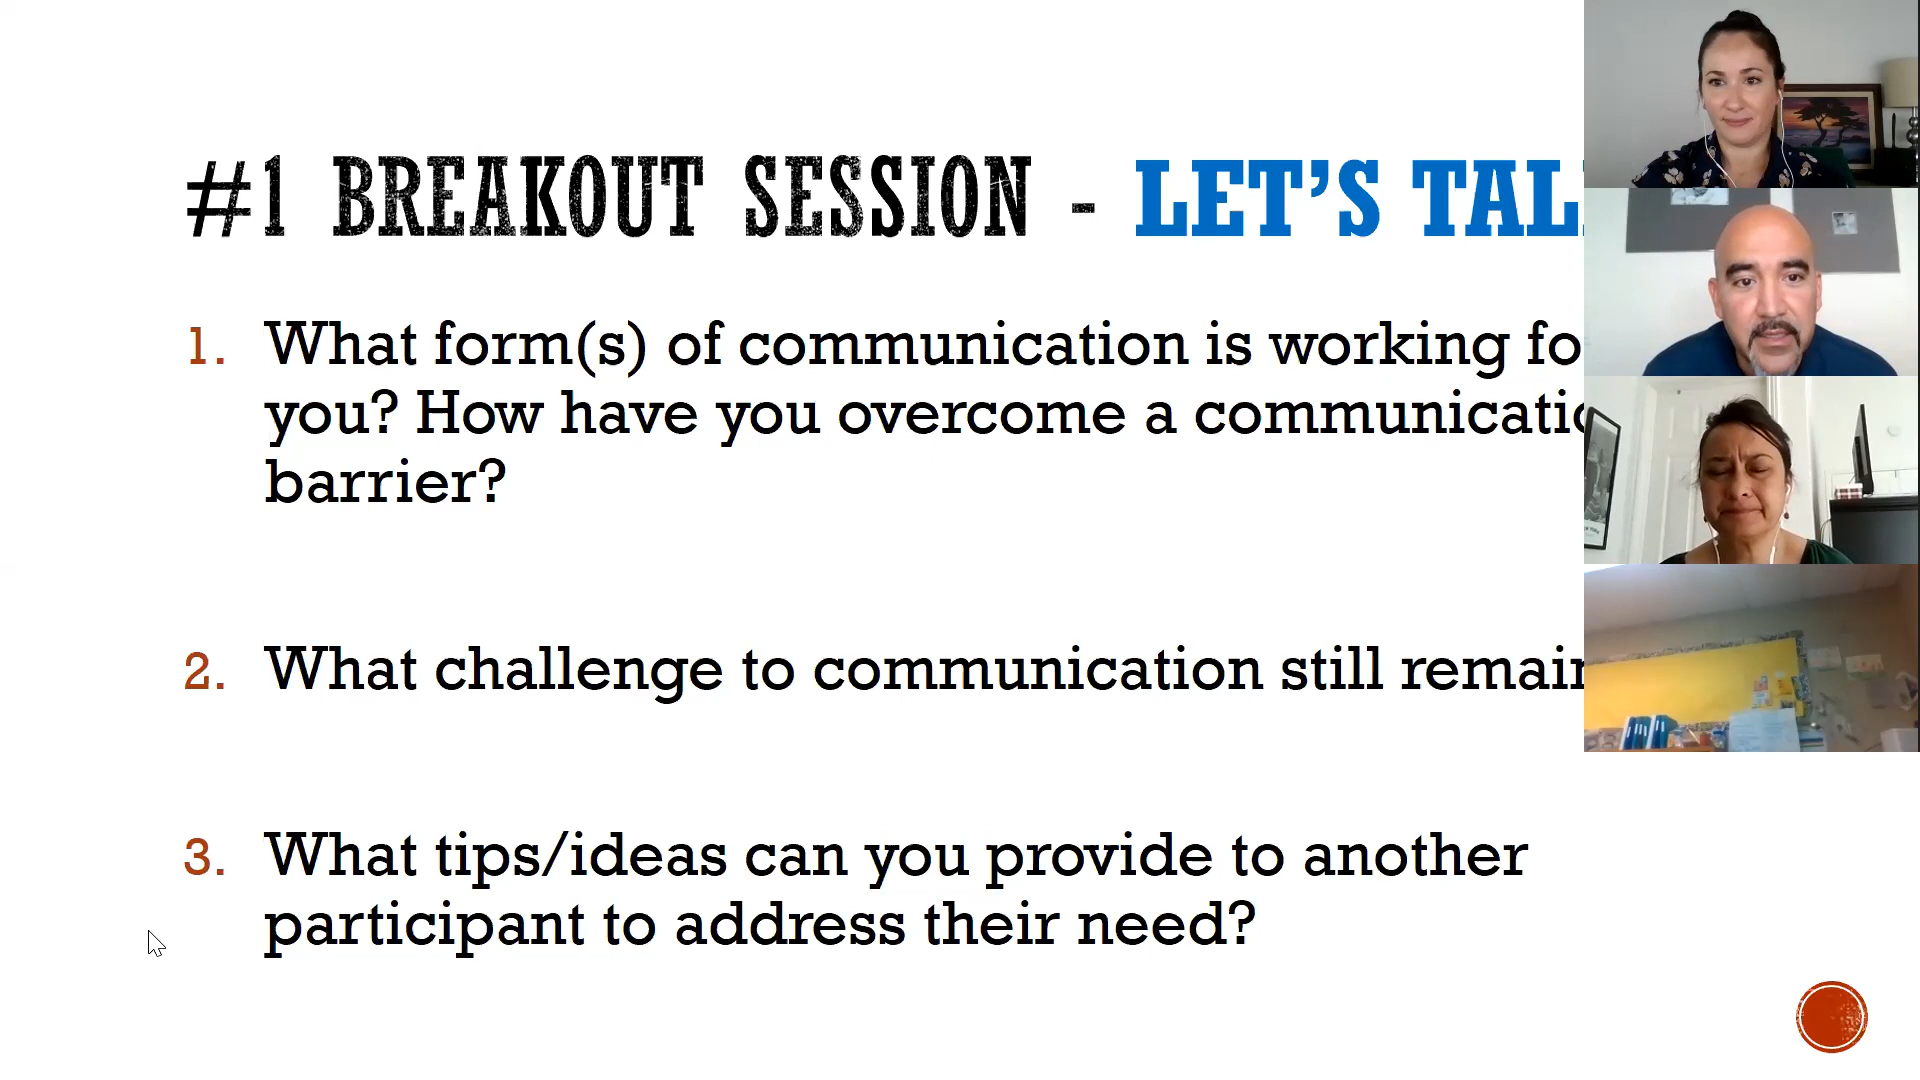 #1 BREAKOUT SESSION - LET'S TAL
1. What form(s) of communication is working fo
you? How have you overcome a communicatio
barrier?
2. What challenge to communication still remain
3. What tips/ideas can you provide to another
participant to address their need?